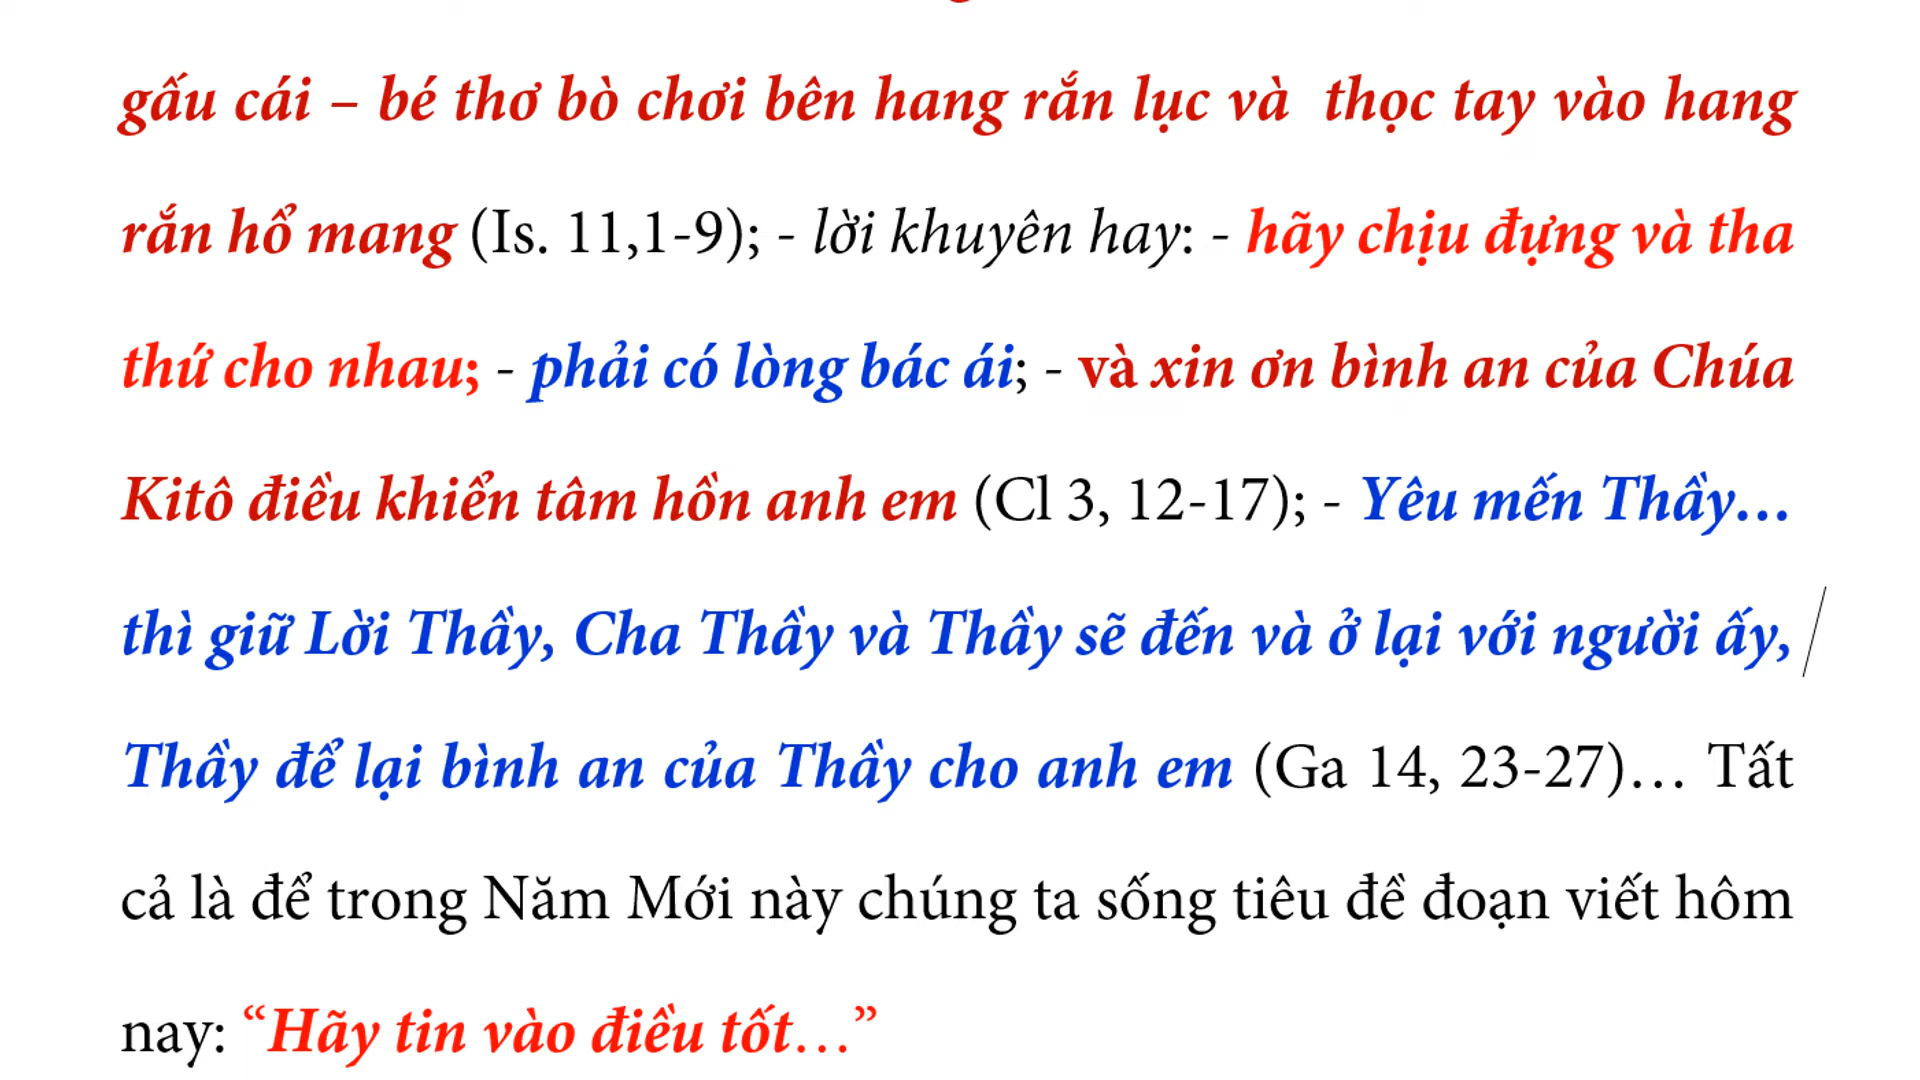 gấu cái – bé thơ bò chơi bên hang rắn lục và thọc tay vào hang
rắn hổ mang (Is. 11,1-9); - lời khuyên hay: - hãy chịu đựng và tha
thứ cho nhau; - phải có lòng bác ái; - và xin ơn bình an của Chúa
Kitô điều khiển tâm hồn anh em (Cl 3, 12-17); - Yêu mến Thầy…
thì giữ Lời Thầy, Cha Thầy và Thầy sẽ đến và ở lại với người ấy,
Thầy để lại bình an của Thầy cho anh em (Ga 14, 23-27)… Tất
cả là để trong Năm Mới này chúng ta sống tiêu đề đoạn viết hôm
nay: “Hãy tin vào điều tốt…”